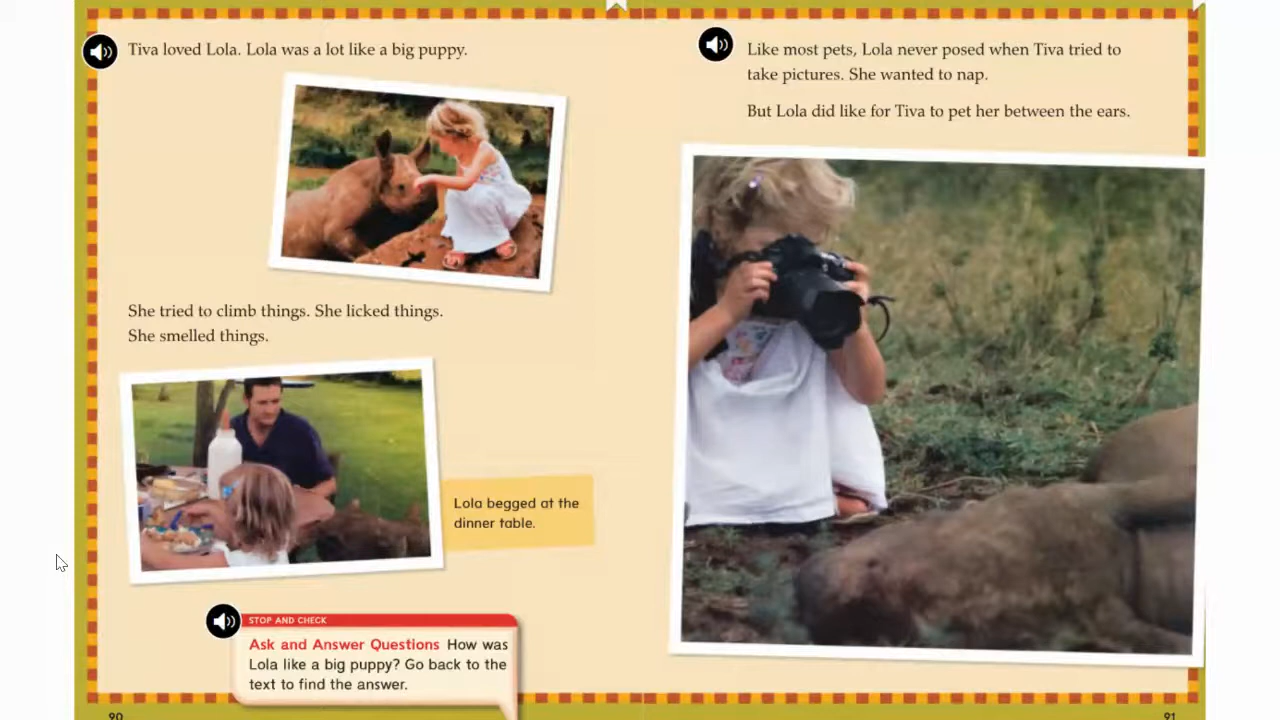 Tiva loved Lola. Lola was a lot like a big puppy.
She tried to climb things. She licked things.
She smelled things.
Lola begged at the
dinner table.
STOP AND CHECK
Ask and Answer Questions How was
Lola like a big puppy? Go back to the
text to find the answer.
90
Like most pets, Lola never posed when Tiva tried to
take pictures. She wanted to nap.
But Lola did like for Tiva to pet her between the ears.
91